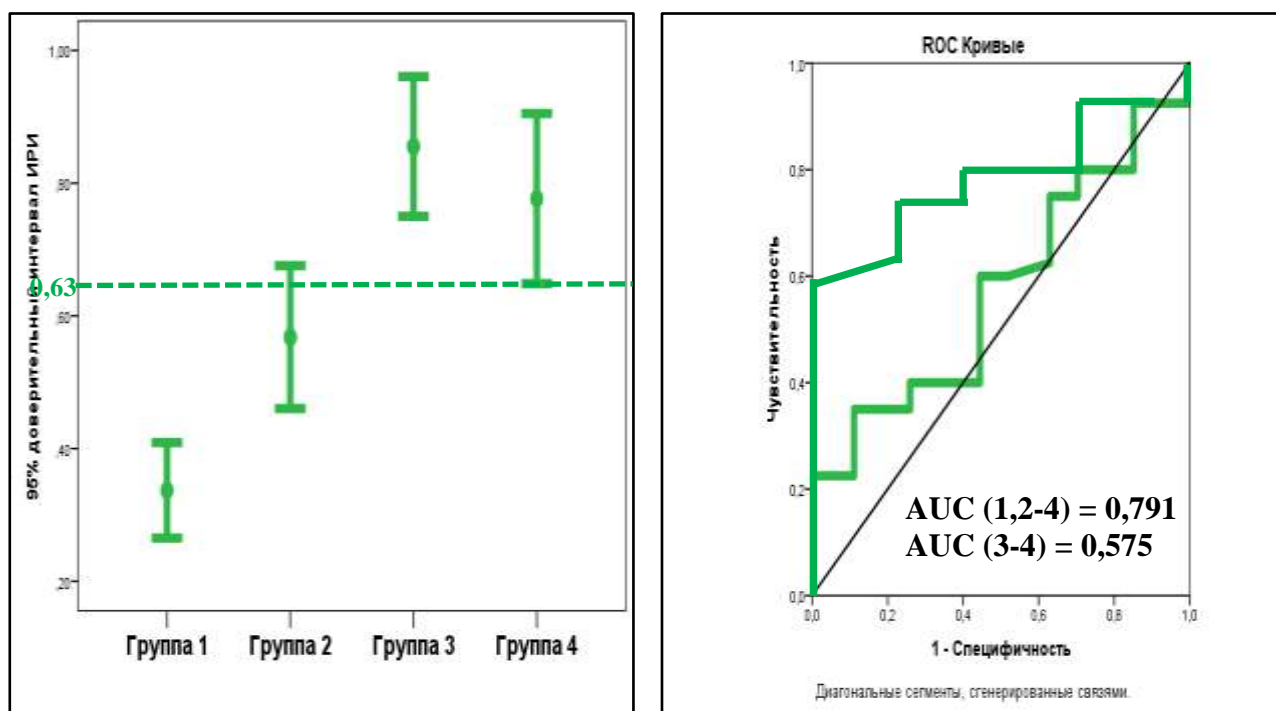 95% доверительный интервал ИРИ
1,00
,80
0,63
,60
,40
,20
Группа 1 Группа 2 Группа 3 Группа 4
ROC Кривые
Чувствительность
1,0
0,8
0,6
0,4
0,2
0,0
AUC (1,2-4) = 0,791
AUC (3-4) = 0,575
0,0 0,2 0,4 0,6 0,8 1,0
1 - Специфичность
Диагональные сегменты, сгенерированные связями.